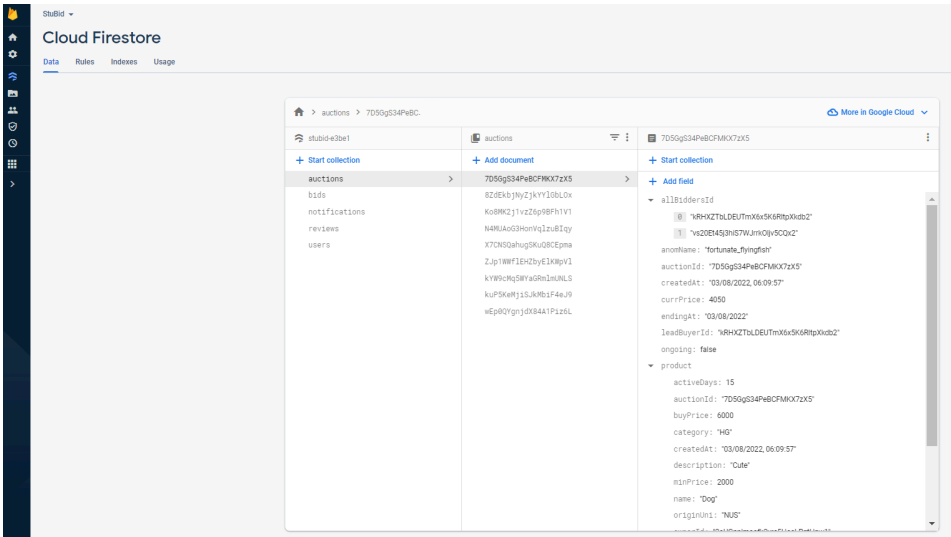 StuBid
Cloud Firestore
Data Rules Indexes Usage
auctions > 7D5GgS34PeBC.
More in Google Cloud
stubid-e3be1
+ Start collection
auctions
bids
notifications
reviews
users
auctions
+ Add document
7D5GgS34PeBCFMKX7zX5
8ZdEkbjNyZjkYYlGbLOx
Ko8MK2j1vzZ6p9BFh1V1
N4MUAoG3HonVqlzuBIqy
X7CNSQahugSKuQ8CEpma
ZJp1WWflEHZbyElKWpVl
kYW9cMq5WYaGRmlmUNLS
kuP5KeMjiSJkMbiF4eJ9
wEp0QYgnjdX84A1Piz6L
7D5GgS34PeBCFMKX7zX5
+ Start collection
+ Add field
allBiddersId
0 "kRHXZTbLDEUTmX6x5K6RltpXkdb2"
1 "vs20Et45j3hiS7WJrrkOIjv5CQx2"
anomName: "fortunate_flyingfish"
auctionId: "7D5GgS34PeBCFMKX7zX5"
createdAt: "03/08/2022, 06:09:57"
currPrice: 4050
endingAt: "03/08/2022"
leadBuyerId: "kRHXZTbLDEUTmX6x5K6RltpXkdb2"
ongoing: false
product
activeDays: 15
auctionId: "7D5GgS34PeBCFMKX7zX5"
buyPrice: 6000
category: "HG"
createdAt: "03/08/2022, 06:09:57"
description: "Cute"
minPrice: 2000
name: "Dog"
originUni: "NUS"